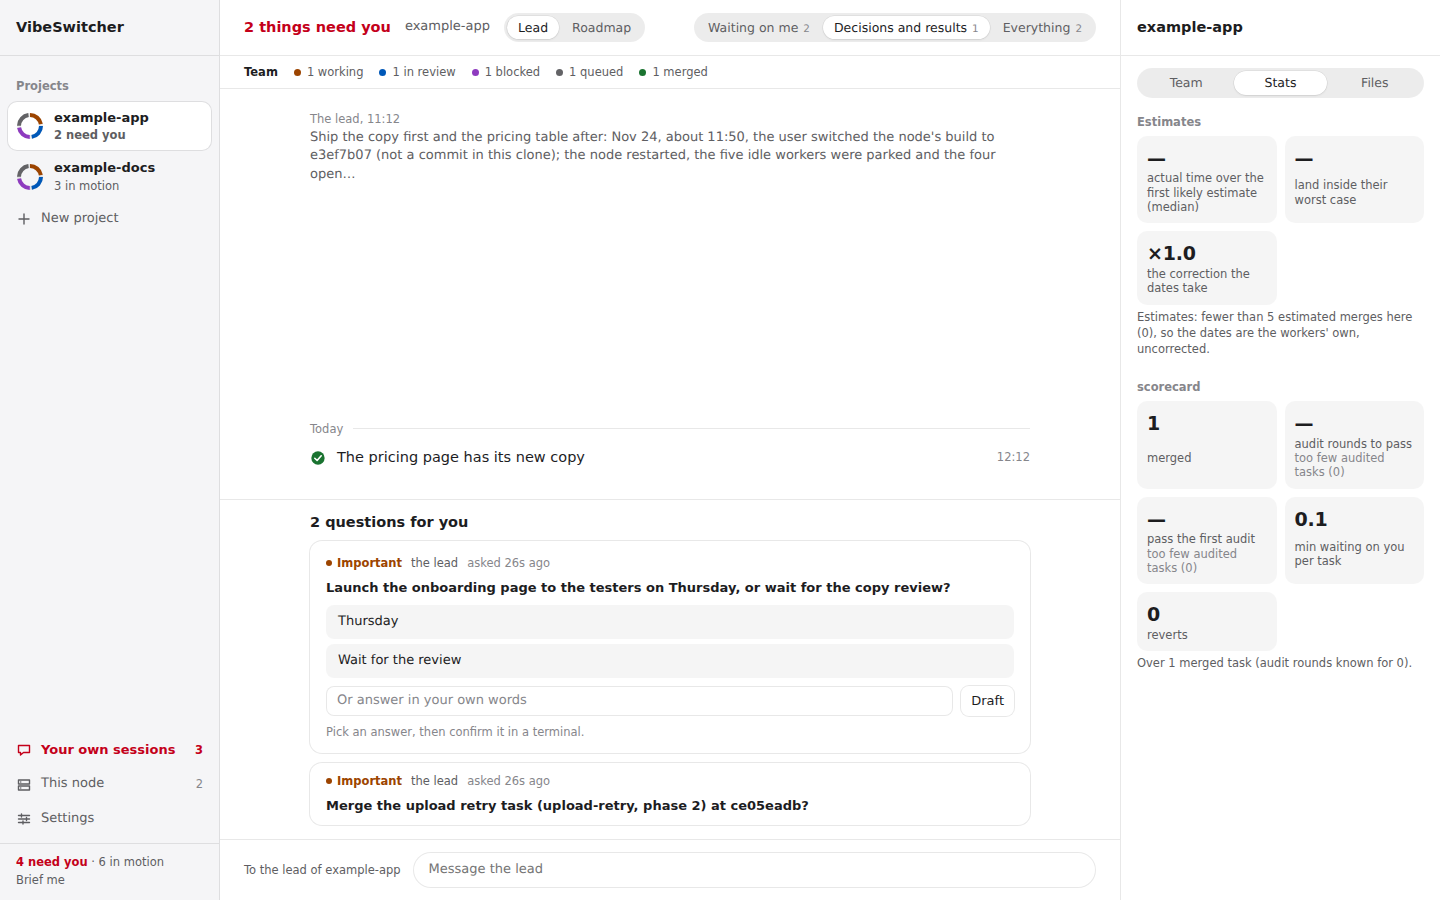 VibeSwitcher
Projects
example-app
2 need you
example-docs
3 in motion
New project
Your own sessions 3
This node 2
Settings
4 need you · 6 in motion
Brief me
2 things need you example-app Lead Roadmap Waiting on me 2 Decisions and results 1 Everything 2
Team 1 working 1 in review 1 blocked 1 queued 1 merged
The lead, 11:12
Ship the copy first and the pricing table after: Nov 24, about 11:50, the user switched the node's build to
e3ef7b07 (not a commit in this clone); the node restarted, the five idle workers were parked and the four
open…
Today
The pricing page has its new copy 12:12
2 questions for you
Important the lead asked 26s ago
Launch the onboarding page to the testers on Thursday, or wait for the copy review?
Thursday
Wait for the review
Or answer in your own words Draft
Pick an answer, then confirm it in a terminal.
Important the lead asked 26s ago
Merge the upload retry task (upload-retry, phase 2) at ce05eadb?
To the lead of example-app Message the lead
example-app
Team Stats Files
Estimates
—
actual time over the
first likely estimate
(median)
—
land inside their
worst case
×1.0
the correction the
dates take
Estimates: fewer than 5 estimated merges here
(0), so the dates are the workers' own,
uncorrected.
scorecard
1
merged
—
audit rounds to pass
too few audited
tasks (0)
—
pass the first audit
too few audited
tasks (0)
0.1
min waiting on you
per task
0
reverts
Over 1 merged task (audit rounds known for 0).